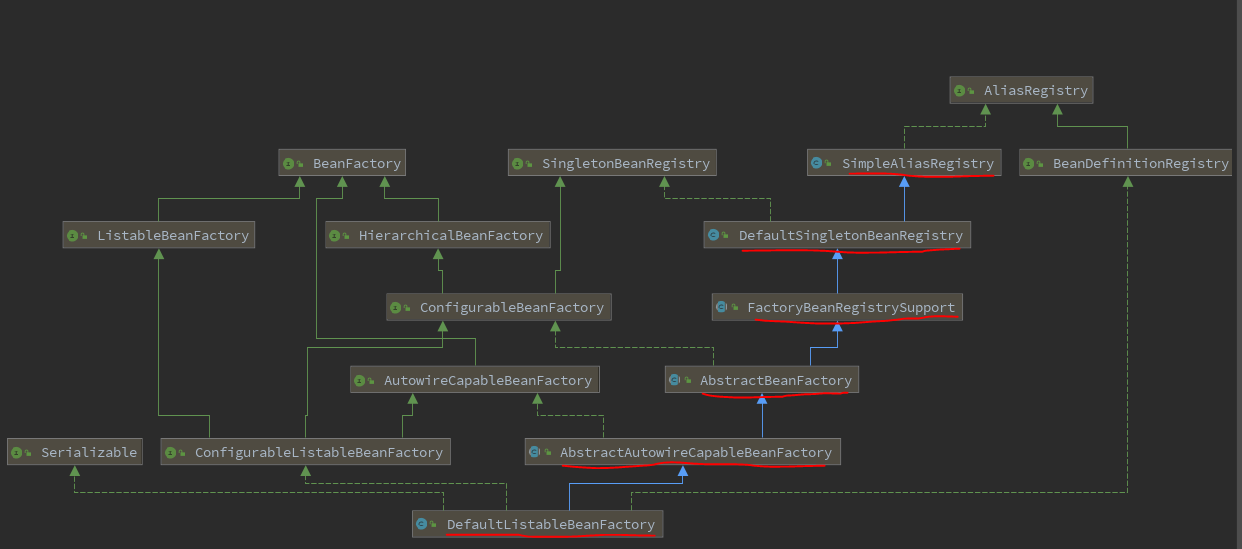 AliasRegistry
BeanFactory
SingletonBeanRegistry
SimpleAliasRegistry
BeanDefinitionRegistry
ListableBeanFactory
HierarchicalBeanFactory
DefaultSingletonBeanRegistry
ConfigurableBeanFactory
FactoryBeanRegistrySupport
AutowireCapableBeanFactory
AbstractBeanFactory
Serializable
ConfigurableListableBeanFactory
AbstractAutowireCapableBeanFactory
DefaultListableBeanFactory